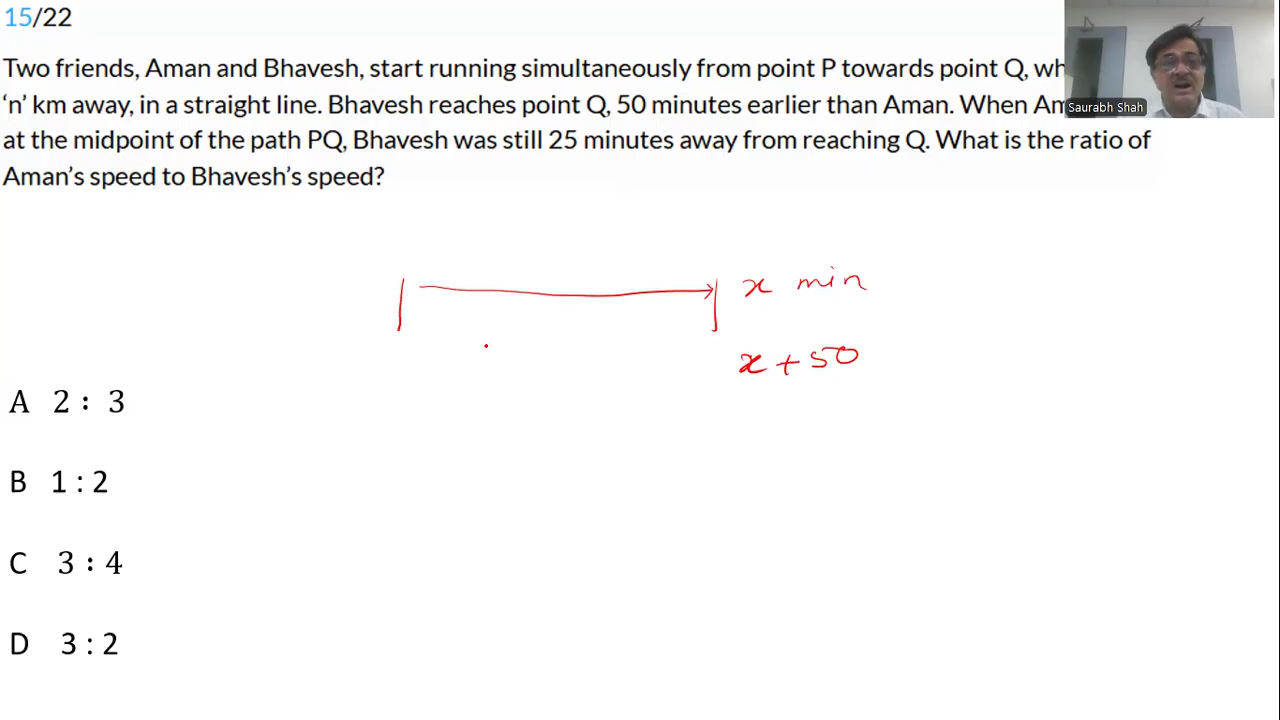 15/22
Two friends, Aman and Bhavesh, start running simultaneously from point P towards point Q,
‘n’ km away, in a straight line. Bhavesh reaches point Q, 50 minutes earlier than Aman. When
Saurabh Shah
at the midpoint of the path PQ, Bhavesh was still 25 minutes away from reaching Q. What is the ratio of
Aman’s speed to Bhavesh’s speed?
x min
x + 50
A 2 : 3
B 1 : 2
C 3 : 4
D 3 : 2